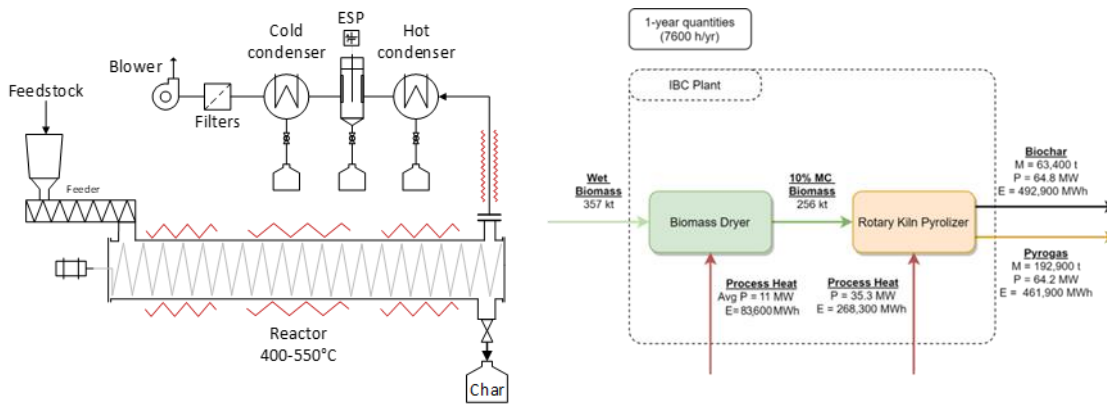 ESP
Cold
condenser
Hot
condenser
Blower
Feedstock
Filters
Feeder
Reactor
400-550°C
Char
1-year quantities
(7600 h/yr)
IBC Plant
Wet
Biomass
357 kt
Biomass Dryer
10% MC
Biomass
256 kt
Rotary Kiln Pyrolizer
Biochar
M = 63,400 t
P = 64.8 MW
E = 492,900 MWh
Pyrogas
M = 192,900 t
P = 64.2 MW
E = 461,900 MWh
Process Heat
Avg P = 11 MW
E= 83,600 MWh
Process Heat
P = 35.3 MW
E = 268,300 MWh